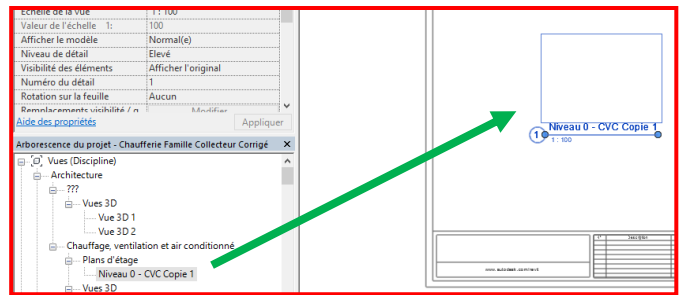 Echelle de la vue 1 : 100
Valeur de l'échelle 1: 100
Afficher le modèle Normal(e)
Niveau de détail Elevé
Visibilité des éléments Afficher l'original
Numéro du détail 1
Rotation sur la feuille Aucun
Remplacements visibilité / g Modifier
Aide des propriétés Appliquer
Arborescence du projet - Chaufferie Famille Collecteur Corrigé X
Vues (Discipline)
Architecture
???
Vues 3D
Vue 3D 1
Vue 3D 2
Chauffage, ventilation et air conditionné
Plans d'étage
Niveau 0 - CVC Copie 1
Vues 3D
1 Niveau 0 - CVC Copie 1
1 : 100
N° Description